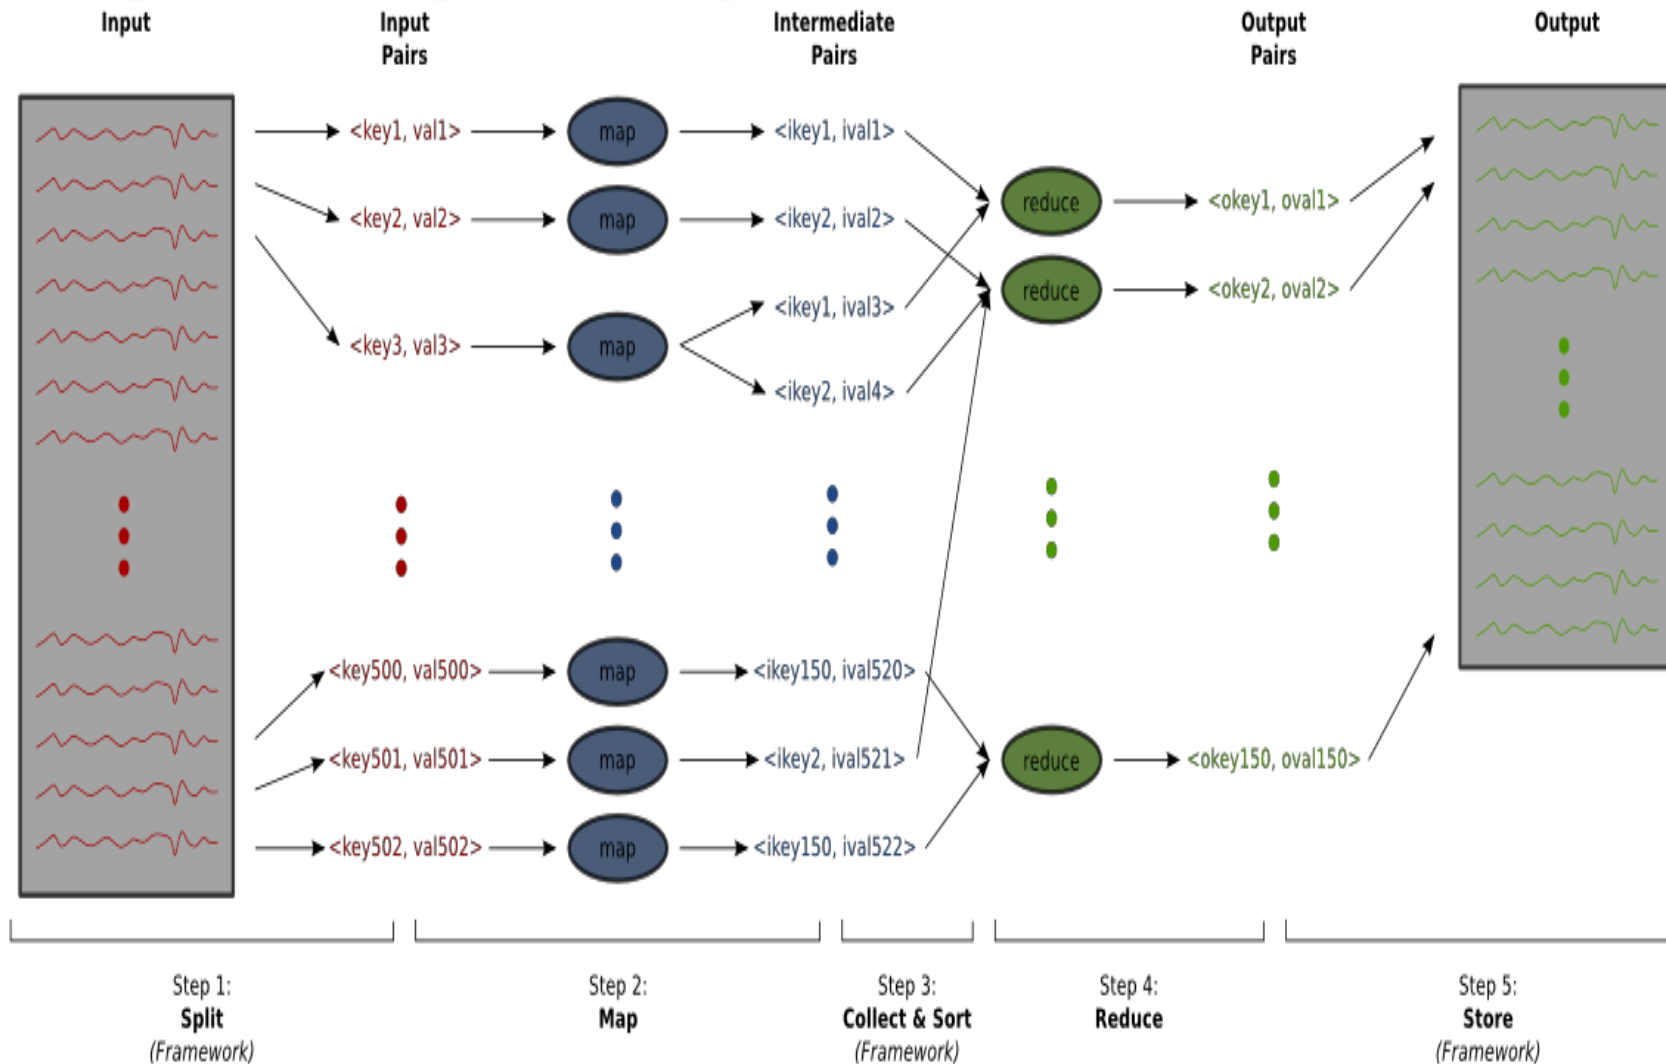 Input
Input
Pairs
Intermediate
Pairs
Output
Pairs
Output
<key1, val1>
map
<ikey1, ival1>
reduce
<okey1, oval1>
<key2, val2>
map
<ikey2, ival2>
reduce
<okey2, oval2>
<key3, val3>
map
<ikey1, ival3>
<ikey2, ival4>
<key500, val500>
map
<ikey150, ival520>
<key501, val501>
map
<ikey2, ival521>
reduce
<okey150, oval150>
<key502, val502>
map
<ikey150, ival522>
Step 1:
Split
(Framework)
Step 2:
Map
Step 3:
Collect & Sort
(Framework)
Step 4:
Reduce
Step 5:
Store
(Framework)